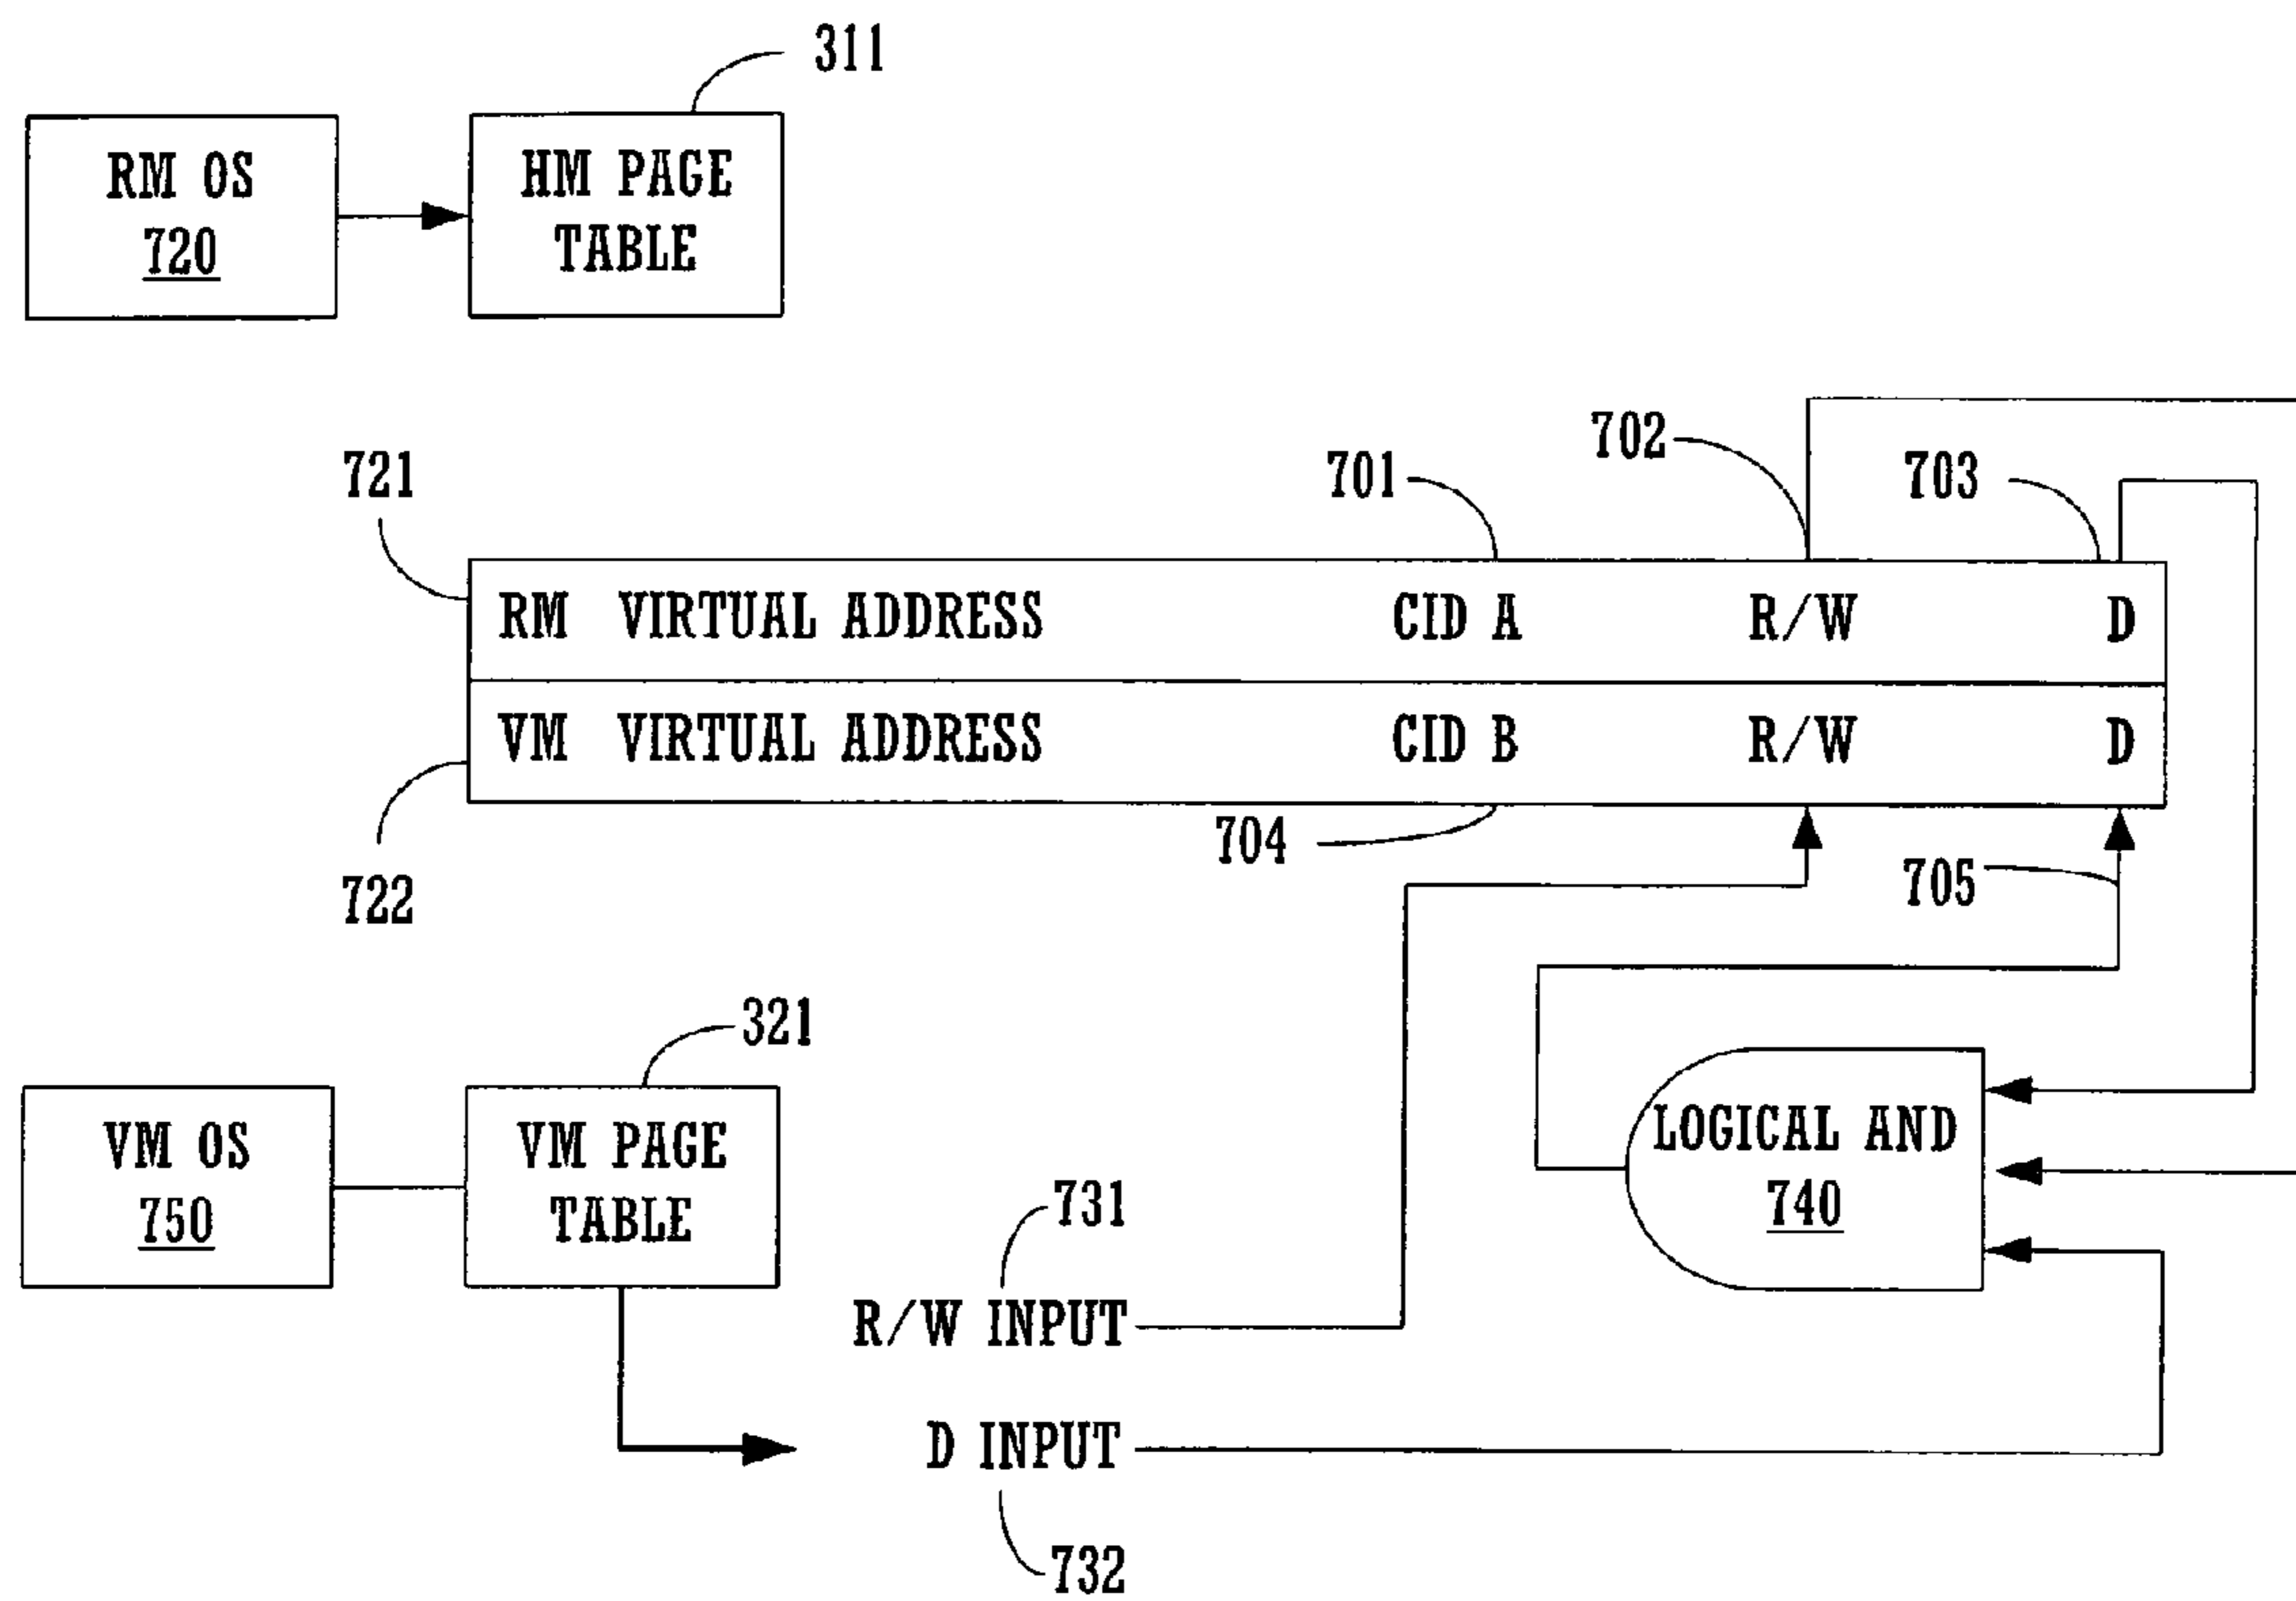 311
RM OS
720
HM PAGE
TABLE
702
721
701
703
RM VIRTUAL ADDRESS CID A R/W D
VM VIRTUAL ADDRESS CID B R/W D
704
705
722
321
VM OS
750
VM PAGE
TABLE
LOGICAL AND
740
731
R/W INPUT
D INPUT
732